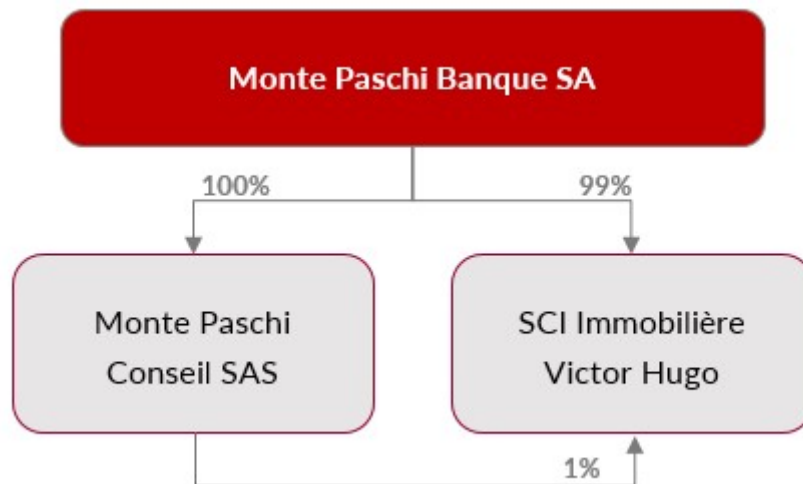 Monte Paschi Banque SA
100%
99%
Monte Paschi
Conseil SAS
SCI Immobilière
Victor Hugo
1%